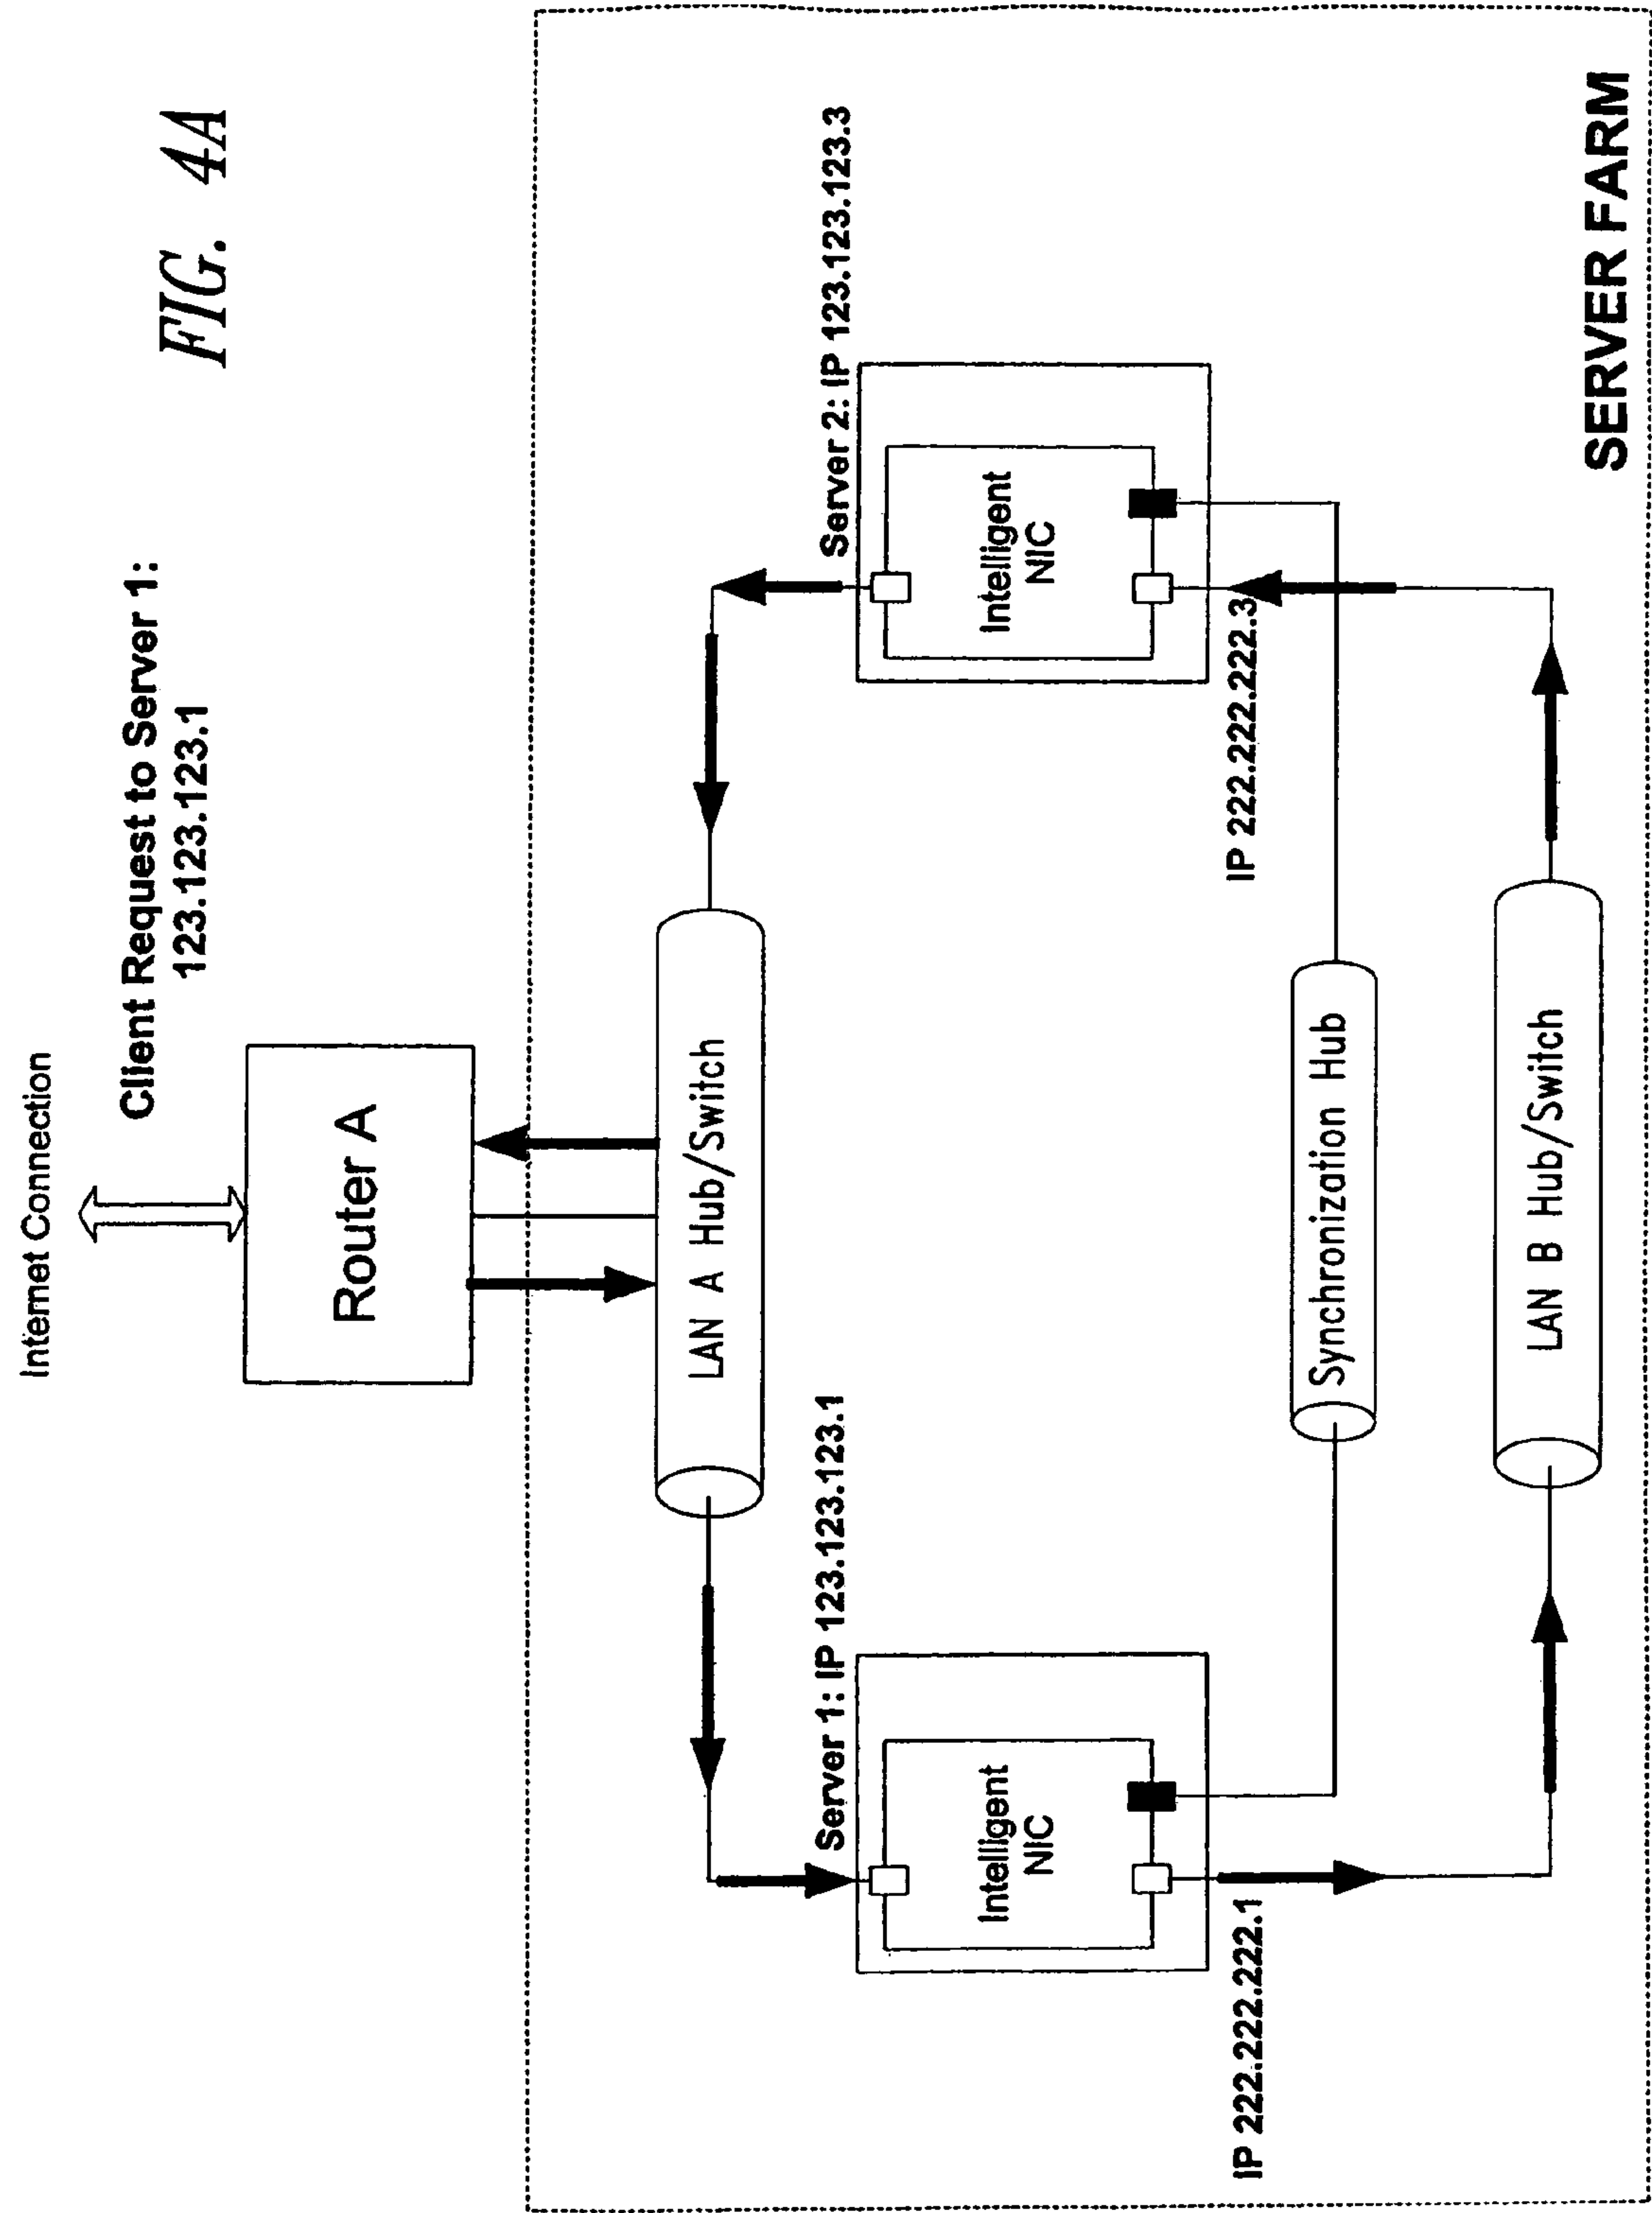 FIG. 4A
Internet Connection
Client Request to Server 1:
123.123.123.1
Router A
LAN A Hub/Switch
Server 1: IP 123.123.123.1
Server 2: IP 123.123.123.3
Intelligent
NIC
Intelligent
NIC
IP 222.222.222.1
IP 222.222.222.3
Synchronization Hub
LAN B Hub/Switch
SERVER FARM